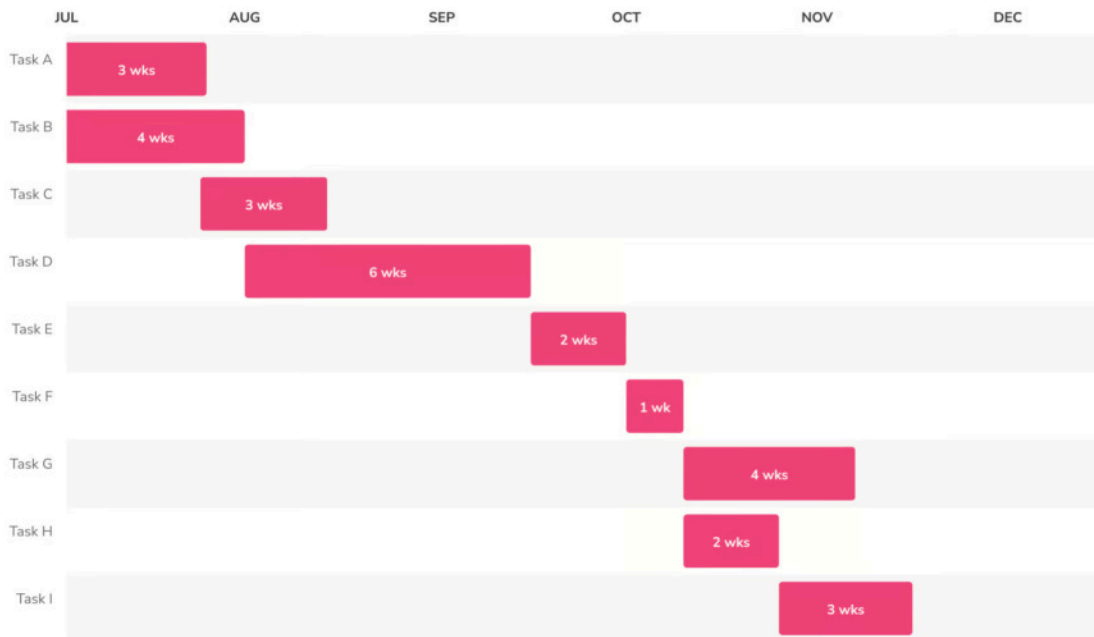 JUL AUG SEP OCT NOV DEC
Task A 3 wks
Task B 4 wks
Task C 3 wks
Task D 6 wks
Task E 2 wks
Task F 1 wk
Task G 4 wks
Task H 2 wks
Task I 3 wks